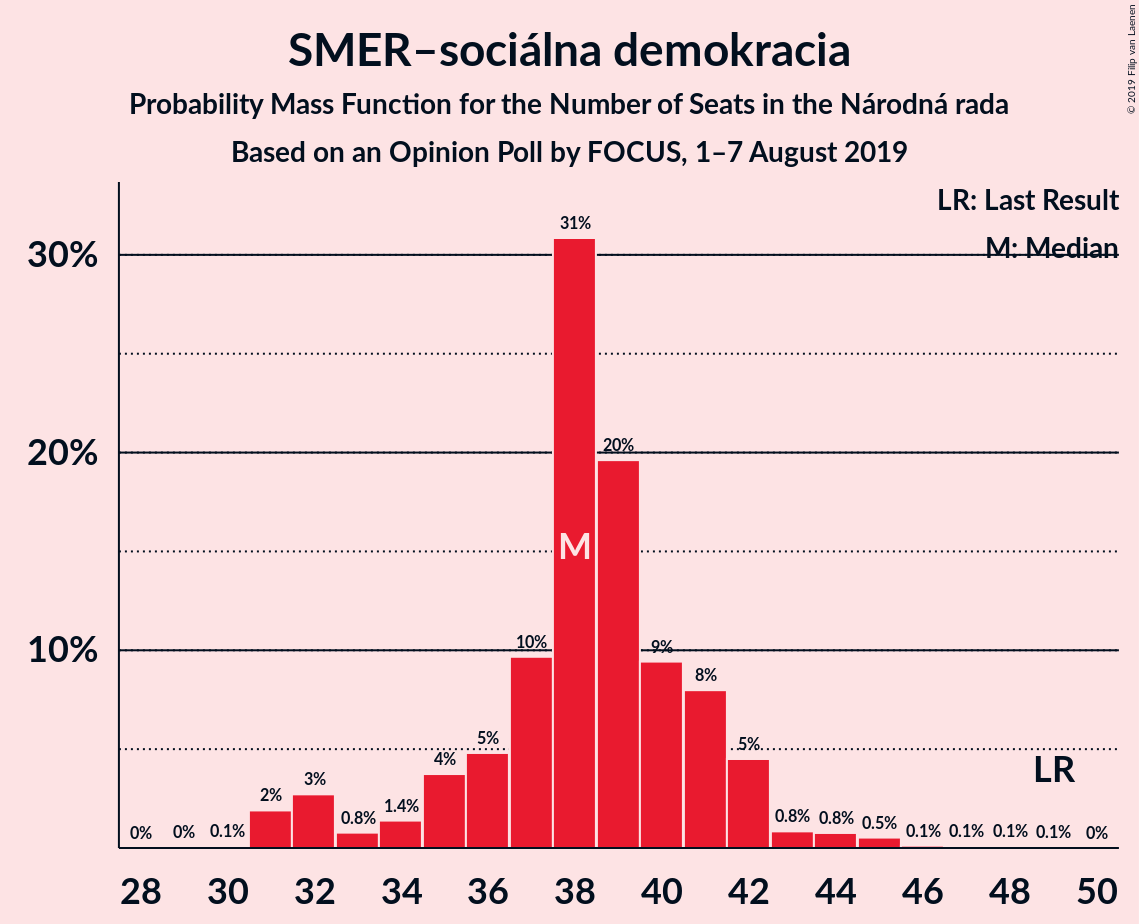 SMER–sociálna demokracia
Probability Mass Function for the Number of Seats in the Národná rada
Based on an Opinion Poll by FOCUS, 1–7 August 2019
© 2019 Filip van Laenen
LR: Last Result
M: Median
30%
20%
10%
0% 0% 0.1% 2% 3% 0.8% 1.4% 4% 5% 10% 31% 20% 9% 8% 5% 0.8% 0.8% 0.5% 0.1% 0.1% 0.1% 0.1% 0%
M
LR
28 30 32 34 36 38 40 42 44 46 48 50